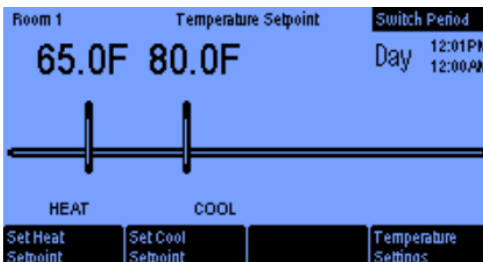 Room 1 Temperature Setpoint Switch Period
65.0F 80.0F Day 12:01PM
12:00AM
HEAT COOL
Set Heat Set Cool Temperature
Setpoint Setpoint Settings